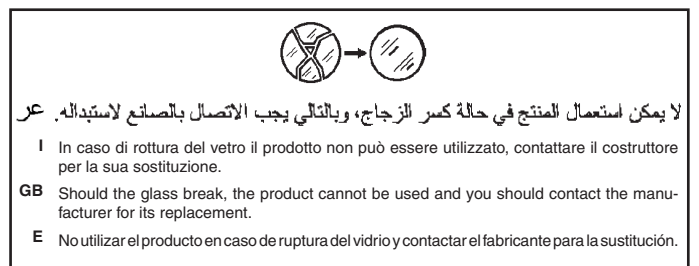 لا يمكن استعمال المنتج في حالة كسر الزجاج، وبالتالي يجب الاتصال بالصانع لاستبداله. عر
I In caso di rottura del vetro il prodotto non può essere utilizzato, contattare il costruttore
per la sua sostituzione.
GB Should the glass break, the product cannot be used and you should contact the manu-
facturer for its replacement.
E No utilizar el producto en caso de ruptura del vidrio y contactar el fabricante para la sustitución.